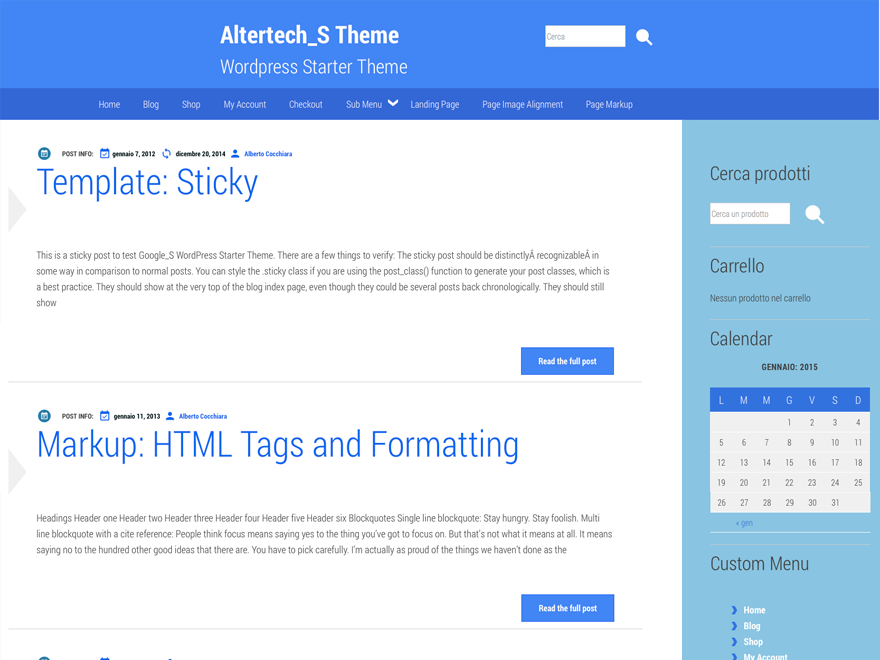 Altertech_S Theme
Cerca
Wordpress Starter Theme
Home Blog Shop My Account Checkout Sub Menu Landing Page Page Image Alignment Page Markup
POST INFO: gennaio 7, 2012 dicembre 20, 2014 Alberto Cocchiara
Template: Sticky
This is a sticky post to test Google_S WordPress Starter Theme. There are a few things to verify: The sticky post should be distinctlyÂ recognizableÂ in
some way in comparison to normal posts. You can style the .sticky class if you are using the post_class() function to generate your post classes, which is
a best practice. They should show at the very top of the blog index page, even though they could be several posts back chronologically. They should still
show
Read the full post
POST INFO: gennaio 11, 2013 Alberto Cocchiara
Markup: HTML Tags and Formatting
Headings Header one Header two Header three Header four Header five Header six Blockquotes Single line blockquote: Stay hungry. Stay foolish. Multi
line blockquote with a cite reference: People think focus means saying yes to the thing you've got to focus on. But that's not what it means at all. It means
saying no to the hundred other good ideas that there are. You have to pick carefully. I'm actually as proud of the things we haven't done as the
Read the full post
Cerca prodotti
Cerca un prodotto
Carrello
Nessun prodotto nel carrello
Calendar
GENNAIO: 2015
L M M G V S D
1 2 3 4
5 6 7 8 9 10 11
12 13 14 15 16 17 18
19 20 21 22 23 24 25
26 27 28 29 30 31
« gen
Custom Menu
Home
Blog
Shop
My Account